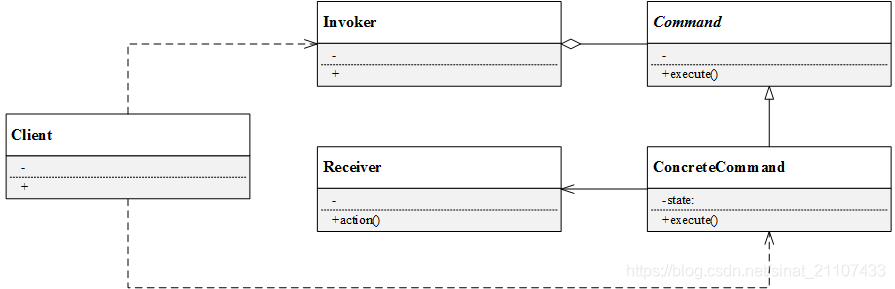 Invoker
-
+
Command
-
+execute()
Client
-
+
Receiver
-
+action()
ConcreteCommand
-state:
+execute()
https://blog.csdn.net/sinat_21107433